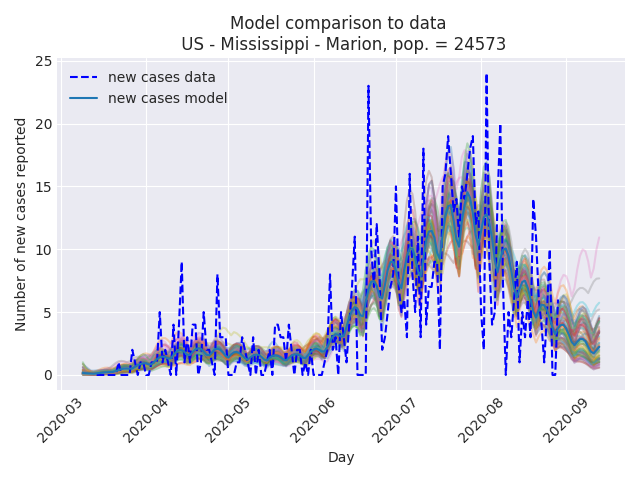 Model comparison to data
US - Mississippi - Marion, pop. = 24573
Number of new cases reported
25
20
15
10
5
0
new cases data
new cases model
2020-03
2020-04
2020-05
2020-06
2020-07
2020-08
2020-09
Day